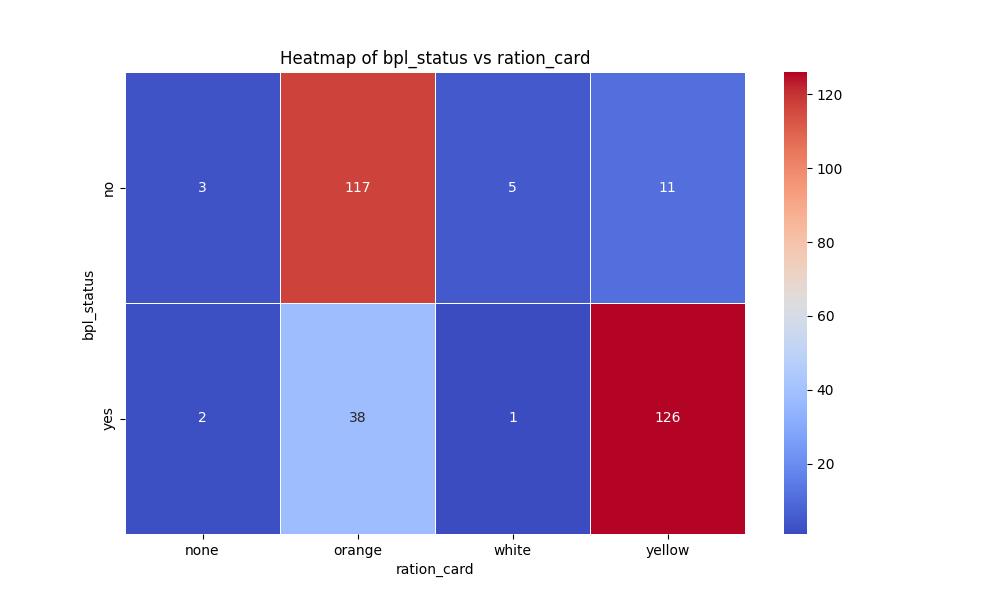 Heatmap of bpl_status vs ration_card
bpl_status
no
3 117 5 11
yes
2 38 1 126
none orange white yellow
ration_card
120
100
80
60
40
20